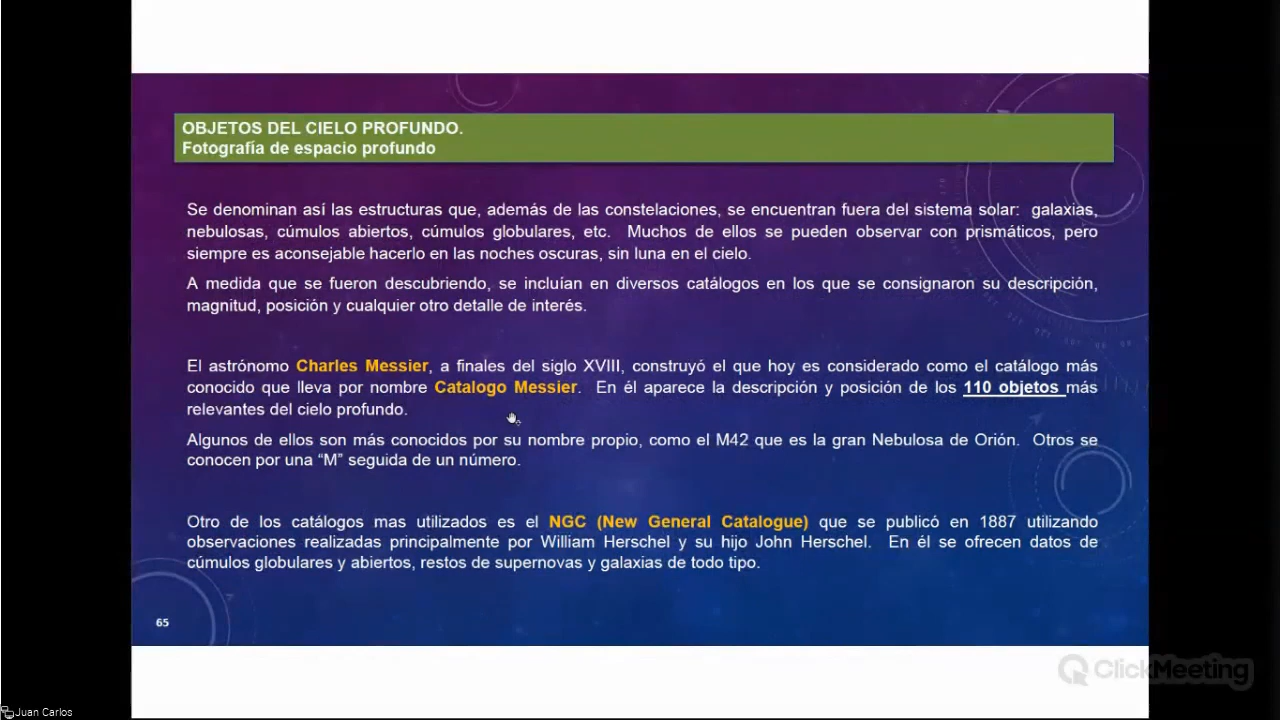 OBJETOS DEL CIELO PROFUNDO.
Fotografía de espacio profundo
Se denominan así las estructuras que, además de las constelaciones, se encuentran fuera del sistema solar: galaxias,
nebulosas, cúmulos abiertos, cúmulos globulares, etc. Muchos de ellos se pueden observar con prismáticos, pero
siempre es aconsejable hacerlo en las noches oscuras, sin luna en el cielo.
A medida que se fueron descubriendo, se incluían en diversos catálogos en los que se consignaron su descripción,
magnitud, posición y cualquier otro detalle de interés.
El astrónomo Charles Messier, a finales del siglo XVIII, construyó el que hoy es considerado como el catálogo más
conocido que lleva por nombre Catalogo Messier. En él aparece la descripción y posición de los 110 objetos más
relevantes del cielo profundo.
Algunos de ellos son más conocidos por su nombre propio, como el M42 que es la gran Nebulosa de Orión. Otros se
conocen por una “M” seguida de un número.
Otro de los catálogos mas utilizados es el NGC (New General Catalogue) que se publicó en 1887 utilizando
observaciones realizadas principalmente por William Herschel y su hijo John Herschel. En él se ofrecen datos de
cúmulos globulares y abiertos, restos de supernovas y galaxias de todo tipo.
65
ClickMeeting
Juan Carlos